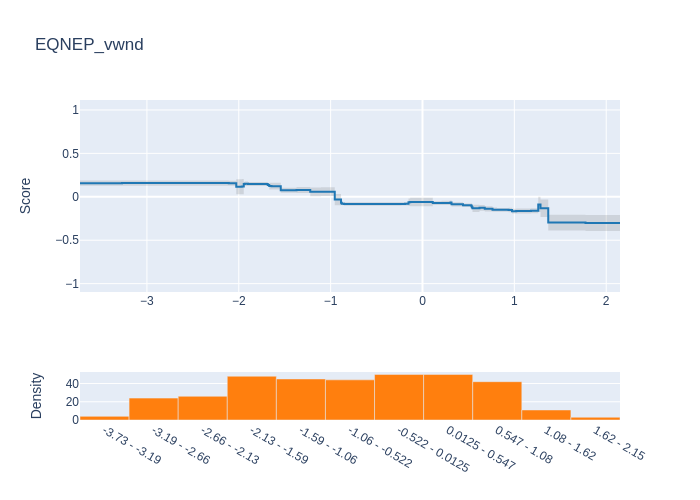 EQNEP_vwnd
Score
1
0.5
0
−0.5
−1
−3
−2
−1
0
1
2
Density
40
20
0
-3.73 - -3.19
-3.19 - -2.66
-2.66 - -2.13
-2.13 - -1.59
-1.59 - -1.06
-1.06 - -0.522
-0.522 - 0.0125
0.0125 - 0.547
0.547 - 1.08
1.08 - 1.62
1.62 - 2.15